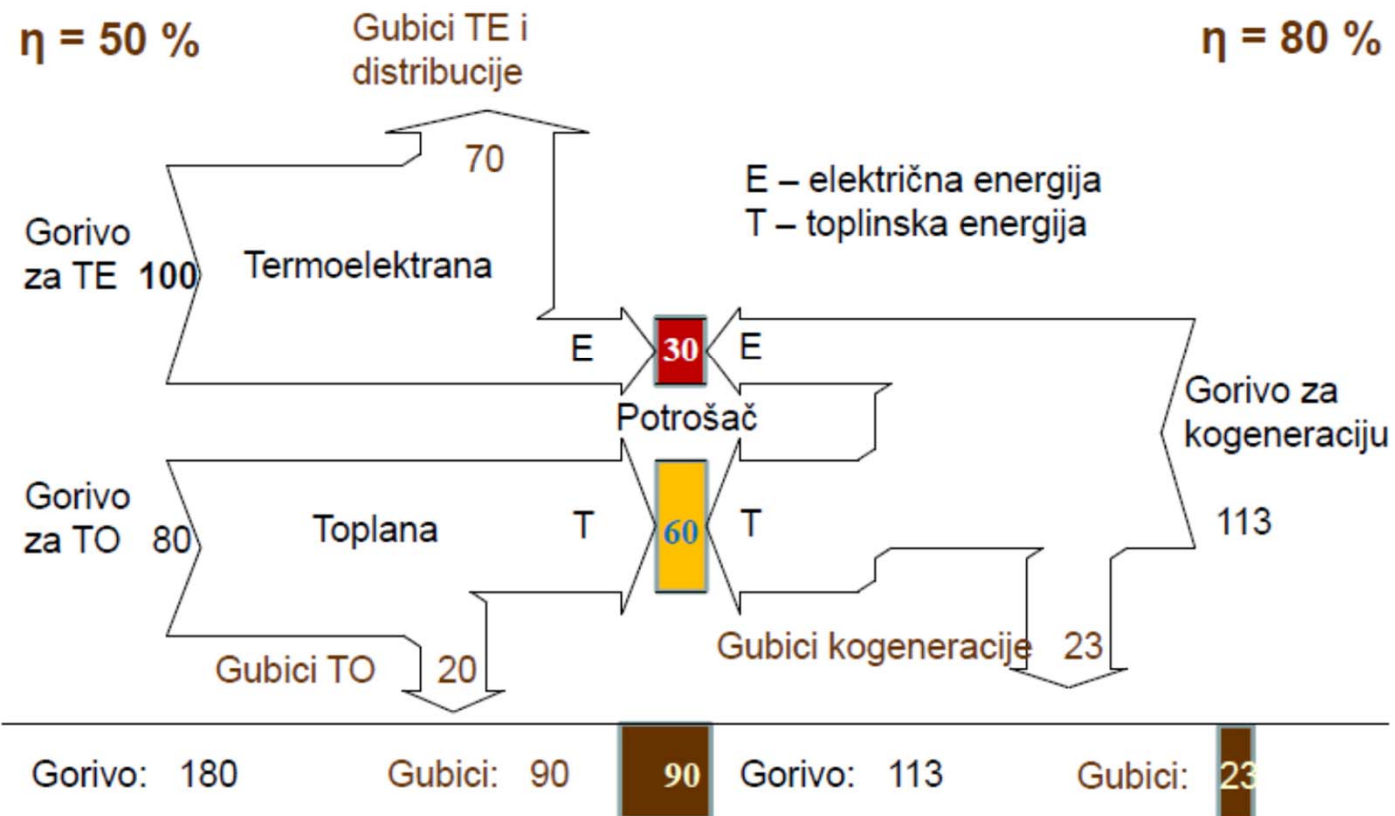 η = 50 %
Gubici TE i
distribucije
η = 80 %
70
E – električna energija
T – toplinska energija
Gorivo
za TE 100
Termoelektrana
E
30
E
Potrošač
Gorivo za
kogeneraciju
113
Gorivo
za TO 80
Toplana
T
60
T
Gubici TO 20
Gubici kogeneracije 23
Gorivo: 180
Gubici: 90
90
Gorivo: 113
Gubici: 23